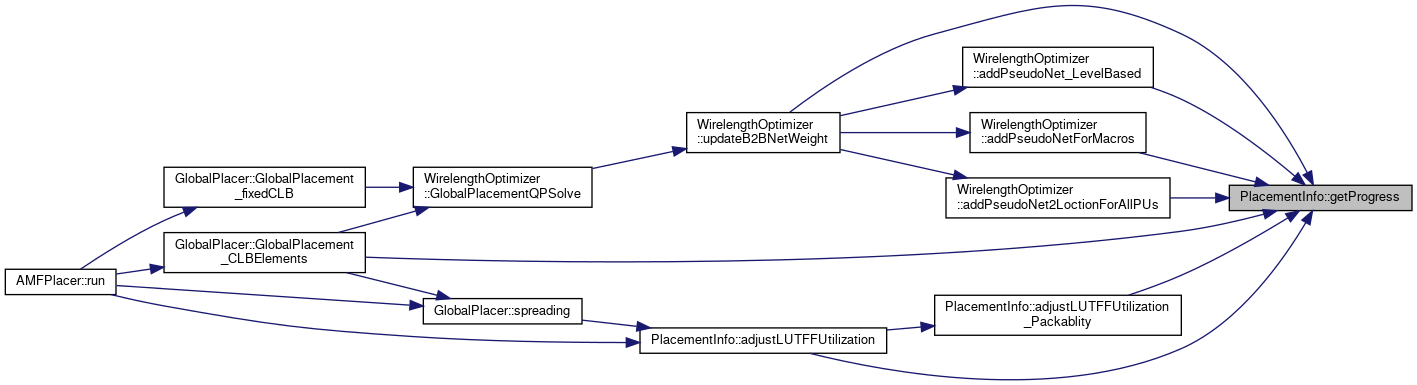 WirelengthOptimizer
::addPseudoNet_LevelBased
WirelengthOptimizer
::updateB2BNetWeight
WirelengthOptimizer
::addPseudoNetForMacros
GlobalPlacer::GlobalPlacement
_fixedCLB
WirelengthOptimizer
::GlobalPlacementQPSolve
WirelengthOptimizer
::addPseudoNet2LoctionForAllPUs
PlacementInfo::getProgress
GlobalPlacer::GlobalPlacement
_CLBElements
AMFPlacer::run
GlobalPlacer::spreading
PlacementInfo::adjustLUTFFUtilization
_Packablity
PlacementInfo::adjustLUTFFUtilization